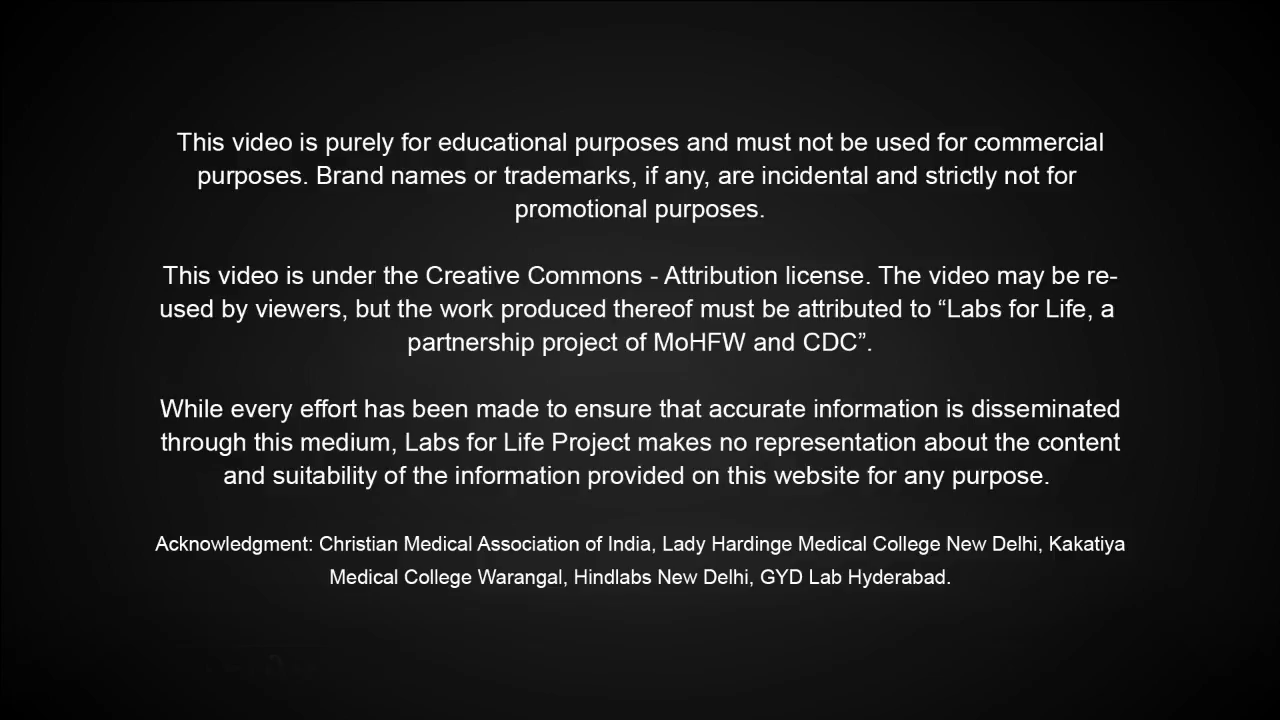 This video is purely for educational purposes and must not be used for commercial
purposes. Brand names or trademarks, if any, are incidental and strictly not for
promotional purposes.
This video is under the Creative Commons - Attribution license. The video may be re-
used by viewers, but the work produced thereof must be attributed to “Labs for Life, a
partnership project of MoHFW and CDC”.
While every effort has been made to ensure that accurate information is disseminated
through this medium, Labs for Life Project makes no representation about the content
and suitability of the information provided on this website for any purpose.
Acknowledgment: Christian Medical Association of India, Lady Hardinge Medical College New Delhi, Kakatiya
Medical College Warangal, Hindlabs New Delhi, GYD Lab Hyderabad.